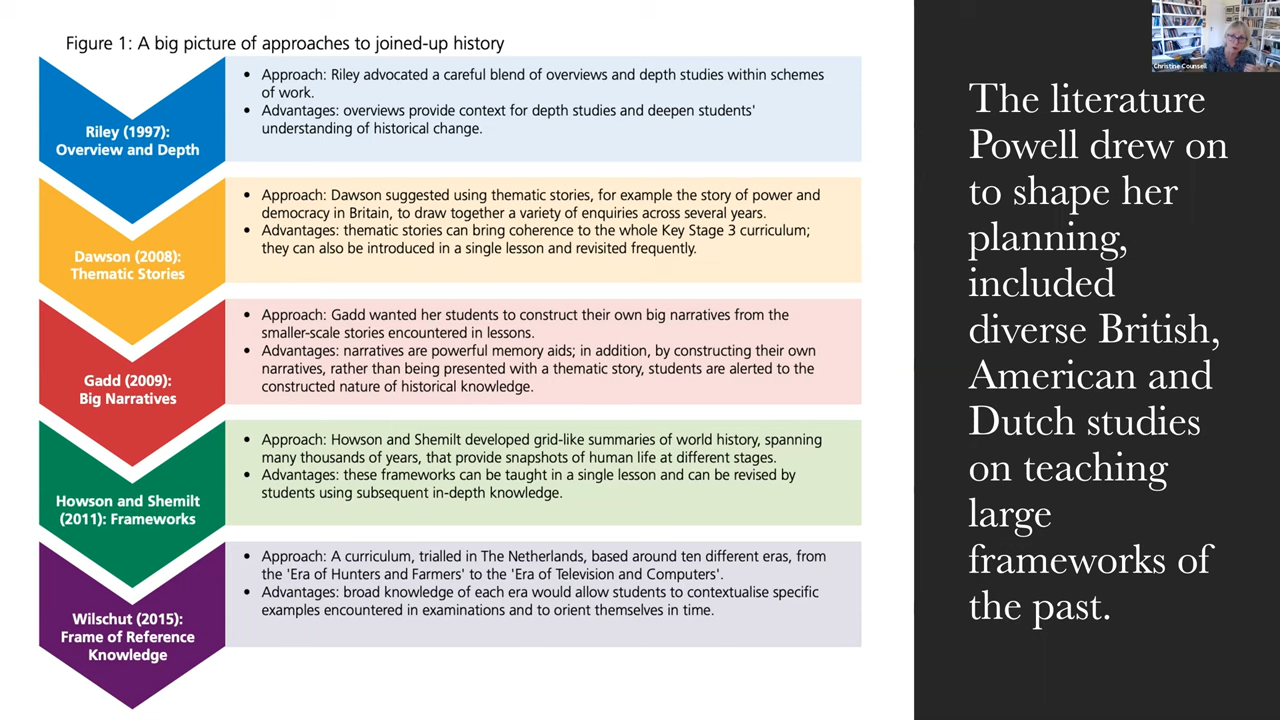 Figure 1: A big picture of approaches to joined-up history
Riley (1997):
Overview and Depth
• Approach: Riley advocated a careful blend of overviews and depth studies within schemes
of work.
• Advantages: overviews provide context for depth studies and deepen students'
understanding of historical change.
Dawson (2008):
Thematic Stories
• Approach: Dawson suggested using thematic stories, for example the story of power and
democracy in Britain, to draw together a variety of enquiries across several years.
• Advantages: thematic stories can bring coherence to the whole Key Stage 3 curriculum;
they can also be introduced in a single lesson and revisited frequently.
Gadd (2009):
Big Narratives
• Approach: Gadd wanted her students to construct their own big narratives from the
smaller-scale stories encountered in lessons.
• Advantages: narratives are powerful memory aids; in addition, by constructing their own
narratives, rather than being presented with a thematic story, students are alerted to the
constructed nature of historical knowledge.
Howson and Shemilt
(2011): Frameworks
• Approach: Howson and Shemilt developed grid-like summaries of world history, spanning
many thousands of years, that provide snapshots of human life at different stages.
• Advantages: these frameworks can be taught in a single lesson and can be revised by
students using subsequent in-depth knowledge.
Wilschut (2015):
Frame of Reference
Knowledge
• Approach: A curriculum, trialled in The Netherlands, based around ten different eras, from
the 'Era of Hunters and Farmers' to the 'Era of Television and Computers'.
• Advantages: broad knowledge of each era would allow students to contextualise specific
examples encountered in examinations and to orient themselves in time.
Christine Counsell
The literature
Powell drew on
to shape her
planning,
included
diverse British,
American and
Dutch studies
on teaching
large
frameworks of
the past.